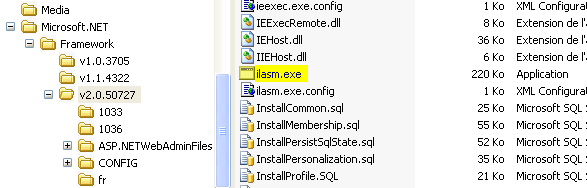 Media
Microsoft.NET
Framework
v1.0.3705
v1.1.4322
v2.0.50727
1033
1036
ASP.NETWebAdminFiles
CONFIG
fr
ieexec.exe.config 1 Ko XML Configurat
IEExecRemote.dll 8 Ko Extension de l'
IEHost.dll 36 Ko Extension de l'
IIEHost.dll 6 Ko Extension de l'
ilasm.exe 220 Ko Application
ilasm.exe.config 1 Ko XML Configurat
InstallCommon.sql 25 Ko Microsoft SQL S
InstallMembership.sql 55 Ko Microsoft SQL S
InstallPersistSqlState.sql 52 Ko Microsoft SQL S
InstallPersonalization.sql 35 Ko Microsoft SQL S
InstallProfile.SQL 21 Ko Microsoft SQL S